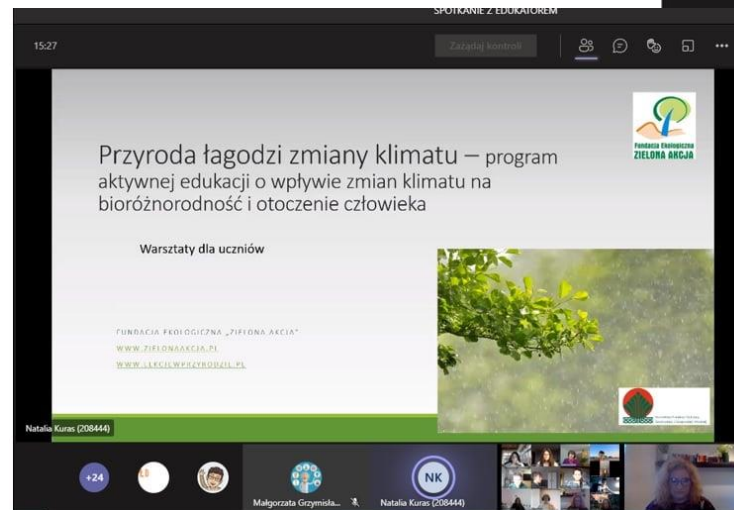 SPOTKANIE Z EDUKATOREM
15:27
Zażądaj kontroli
Fundacja Ekologiczna
ZIELONA AKCJA
Przyroda łagodzi zmiany klimatu – program
aktywnej edukacji o wpływie zmian klimatu na
bioróżnorodność i otoczenie człowieka
Warsztaty dla uczniów
FUNDACJA EKOLOGICZNA „ZIELONA AKCJA"
WWW.ZIELONAAKCJA.PL
WWW.LEKCJEWPRZYRODZIE.PL
Natalia Kuras (208444)
+24
NK
Małgorzata Grzymisła...
Natalia Kuras (208444)